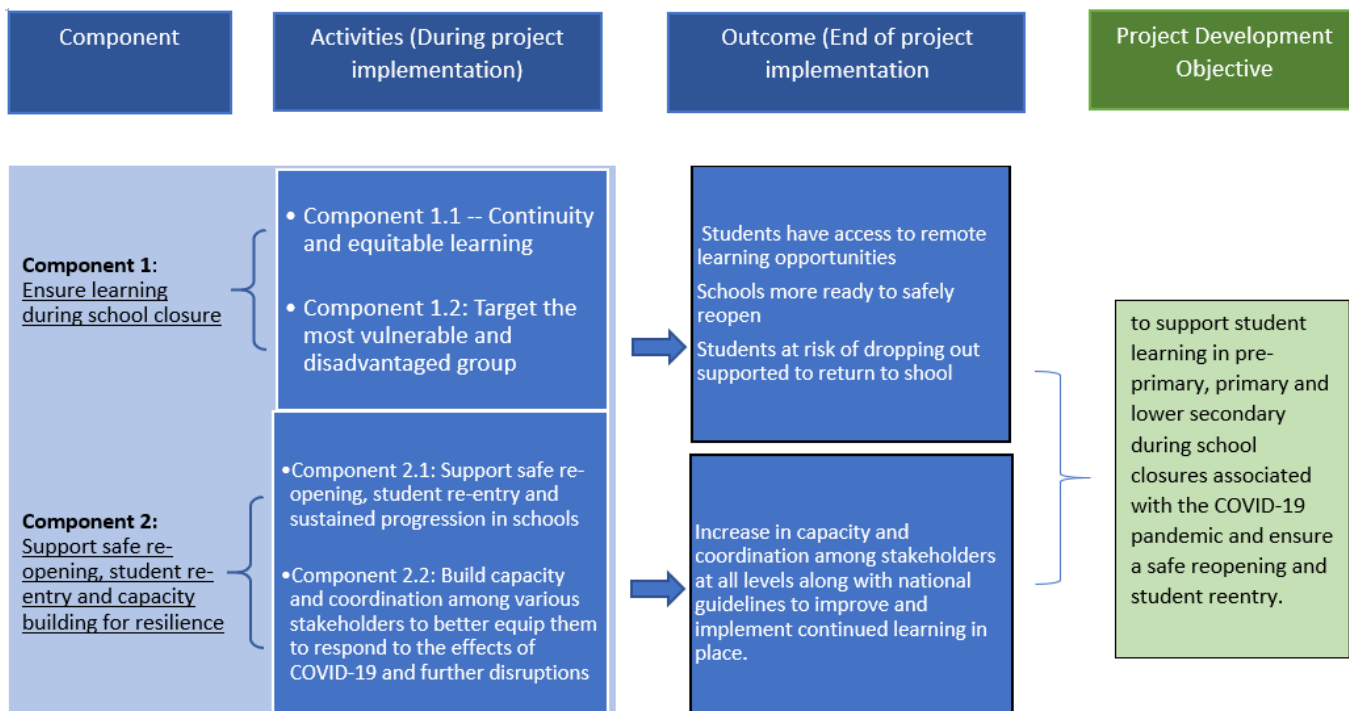 Component
Activities (During project
implementation)
Outcome (End of project
implementation
Project Development
Objective
Component 1:
Ensure learning
during school closure
• Component 1.1 -- Continuity
and equitable learning
• Component 1.2: Target the
most vulnerable and
disadvantaged group
Students have access to remote
learning opportunities
Schools more ready to safely
reopen
Students at risk of dropping out
supported to return to shool
Component 2:
Support safe re-
opening, student re-
entry and capacity
building for resilience
•Component 2.1: Support safe re-
opening, student re-entry and
sustained progression in schools
•Component 2.2: Build capacity
and coordination among various
stakeholders to better equip them
to respond to the effects of
COVID-19 and further disruptions
Increase in capacity and
coordination among stakeholders
at all levels along with national
guidelines to improve and
implement continued learning in
place.
to support student
learning in pre-
primary, primary and
lower secondary
during school
closures associated
with the COVID-19
pandemic and ensure
a safe reopening and
student reentry.